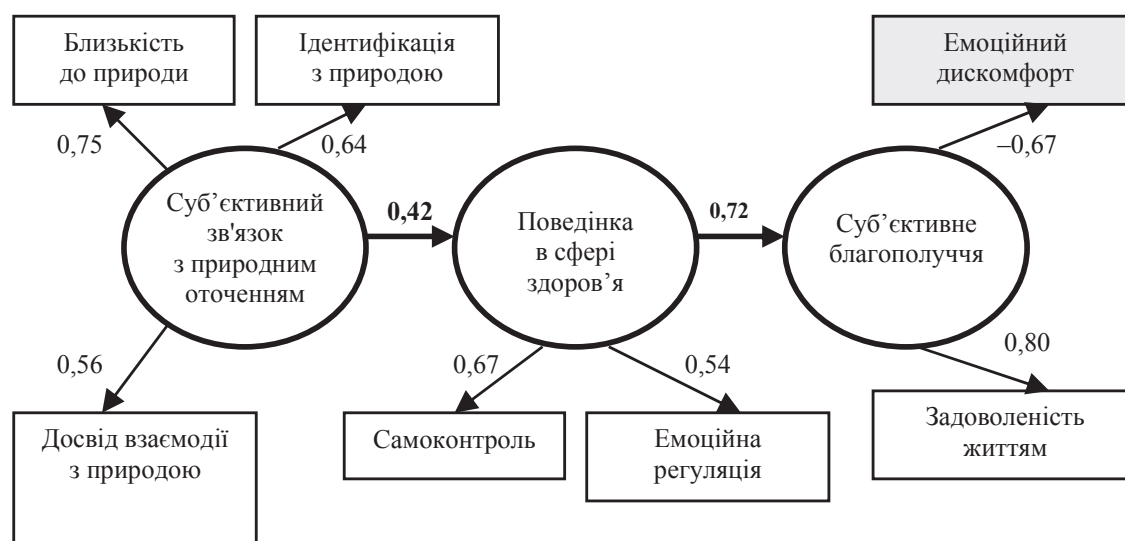 Близькість
до природи
Ідентифікація
з природою
Емоційний
дискомфорт
0,75
0,64
–0,67
Суб’єктивний
зв'язок
з природним
оточенням
0,42
Поведінка
в сфері
здоров’я
0,72
Суб’єктивне
благополуччя
0,56
0,67
0,54
0,80
Досвід взаємодії
з природою
Самоконтроль
Емоційна
регуляція
Задоволеність
життям